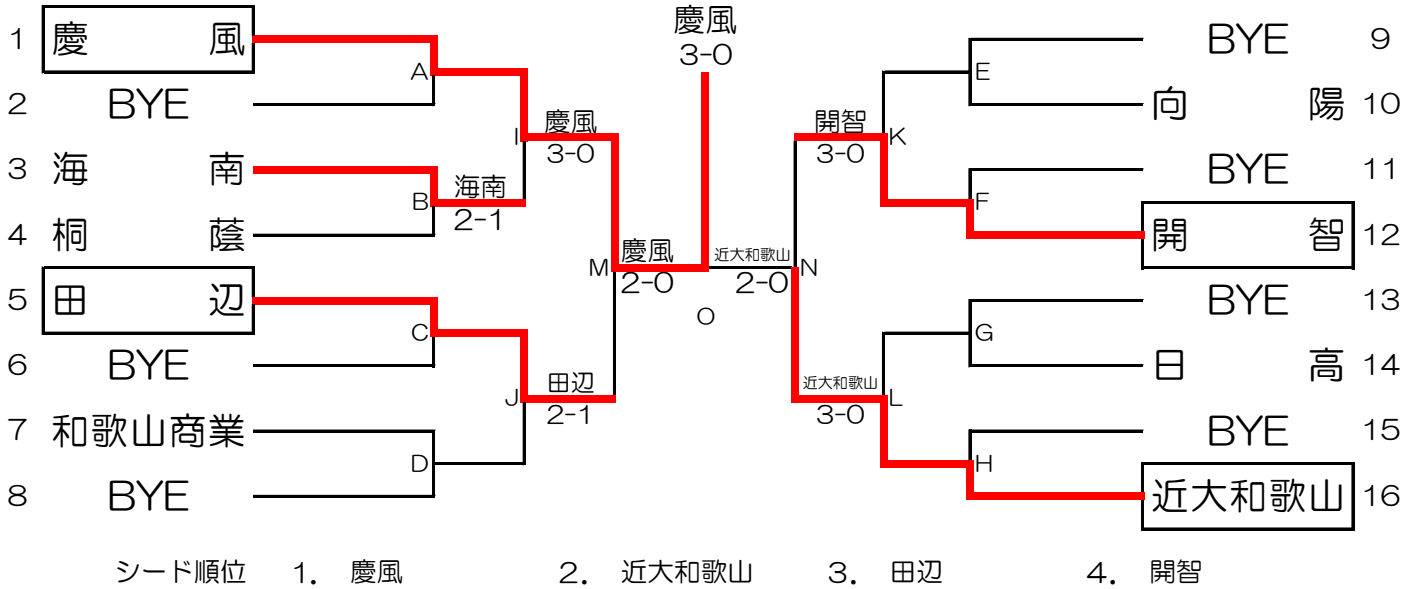 慶風
3-0
1 慶風
A
2 BYE
I
慶風
3-0
3 海南
B
海南
2-1
4 桐蔭
M
慶風
2-0
5 田辺
C
6 BYE
J
田辺
2-1
7 和歌山商業
D
8 BYE
O
BYE 9
E
向陽 10
開智
3-0
K
BYE 11
F
開智 12
近大和歌山
2-0
N
BYE 13
G
日高 14
近大和歌山
3-0
L
BYE 15
H
近大和歌山 16
シード順位 1. 慶風 2. 近大和歌山 3. 田辺 4. 開智